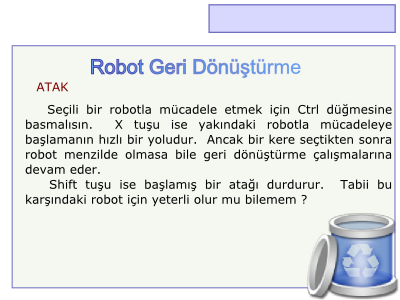 Robot Geri Dönüştürme
ATAK
Seçili bir robotla mücadele etmek için Ctrl düğmesine
basmalısın. X tuşu ise yakındaki robotla mücadeleye
başlamanın hızlı bir yoludur. Ancak bir kere seçtikten sonra
robot menzilde olmasa bile geri dönüştürme çalışmalarına
devam eder.
Shift tuşu ise başlamış bir atağı durdurur. Tabii bu
karşındaki robot için yeterli olur mu bilemem ?